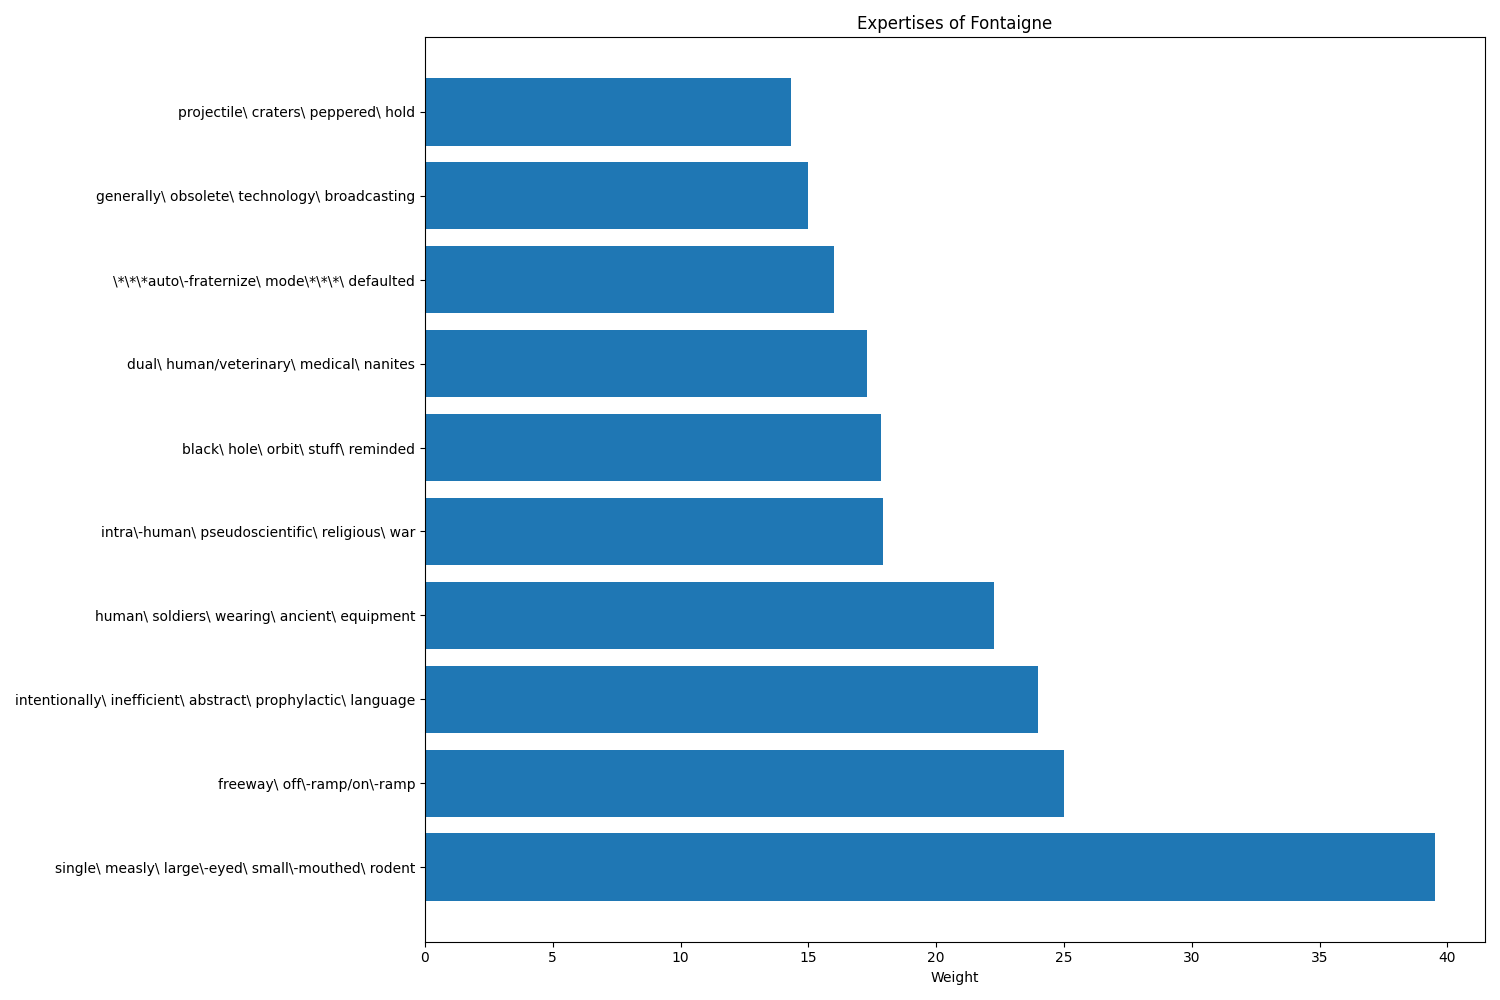 Expertises of Fontaigne
projectile\ craters\ peppered\ hold
generally\ obsolete\ technology\ broadcasting
\*\*\*auto\-fraternize\ mode\*\*\*\ defaulted
dual\ human/veterinary\ medical\ nanites
black\ hole\ orbit\ stuff\ reminded
intra\-human\ pseudoscientific\ religious\ war
human\ soldiers\ wearing\ ancient\ equipment
intentionally\ inefficient\ abstract\ prophylactic\ language
freeway\ off\-ramp/on\-ramp
single\ measly\ large\-eyed\ small\-mouthed\ rodent
0 5 10 15 20 25 30 35 40
Weight